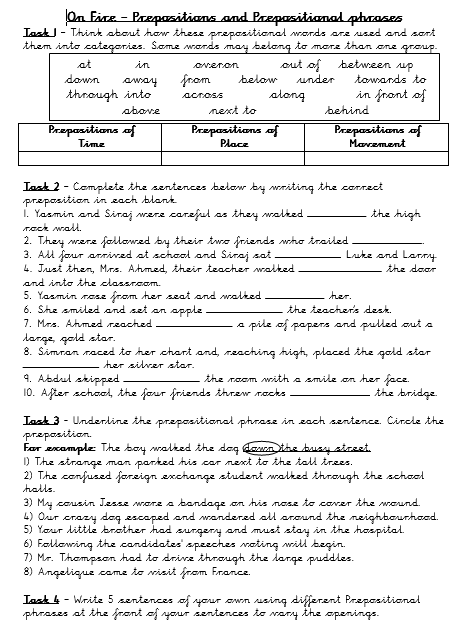 On Fire – Prepositions and Prepositional phrases
Task 1 – Think about how these prepositional words are used and sort
them into categories. Some words may belong to more than one group.
at in overon out of between up
down away from below under towards to
through into across along in front of
above next to behind
Prepositions of Time Prepositions of Place Prepositions of Movement
Task 2 – Complete the sentences below by writing the correct
preposition in each blank.
1. Yasmin and Siraj were careful as they walked __________ the high
rock wall.
2. They were followed by their two friends who trailed __________.
3. All four arrived at school and Siraj sat __________ Luke and Larry.
4. Just then, Mrs. Ahmed, their teacher walked __________ the door
and into the classroom.
5. Yasmin rose from her seat and walked __________ her.
6. She smiled and set an apple __________ the teacher's desk.
7. Mrs. Ahmed reached __________ a pile of papers and pulled out a
large, gold star.
8. Simran raced to her chart and, reaching high, placed the gold star
__________ her silver star.
9. Abdul skipped __________ the room with a smile on her face.
10. After school, the four friends threw rocks __________ the bridge.
Task 3 – Underline the prepositional phrase in each sentence. Circle the
preposition.
For example: The boy walked the dog down the busy street.
1) The strange man parked his car next to the tall trees.
2) The confused foreign exchange student walked through the school
halls.
3) My cousin Jesse wore a bandage on his nose to cover the wound.
4) Our crazy dog escaped and wandered all around the neighbourhood.
5) Your little brother had surgery and must stay in the hospital.
6) Following the candidates' speeches voting will begin.
7) Mr. Thompson had to drive through the large puddles.
8) Angelique came to visit from France.
Task 4 – Write 5 sentences of your own using different Prepositional
phrases at the front of your sentences to vary the openings.